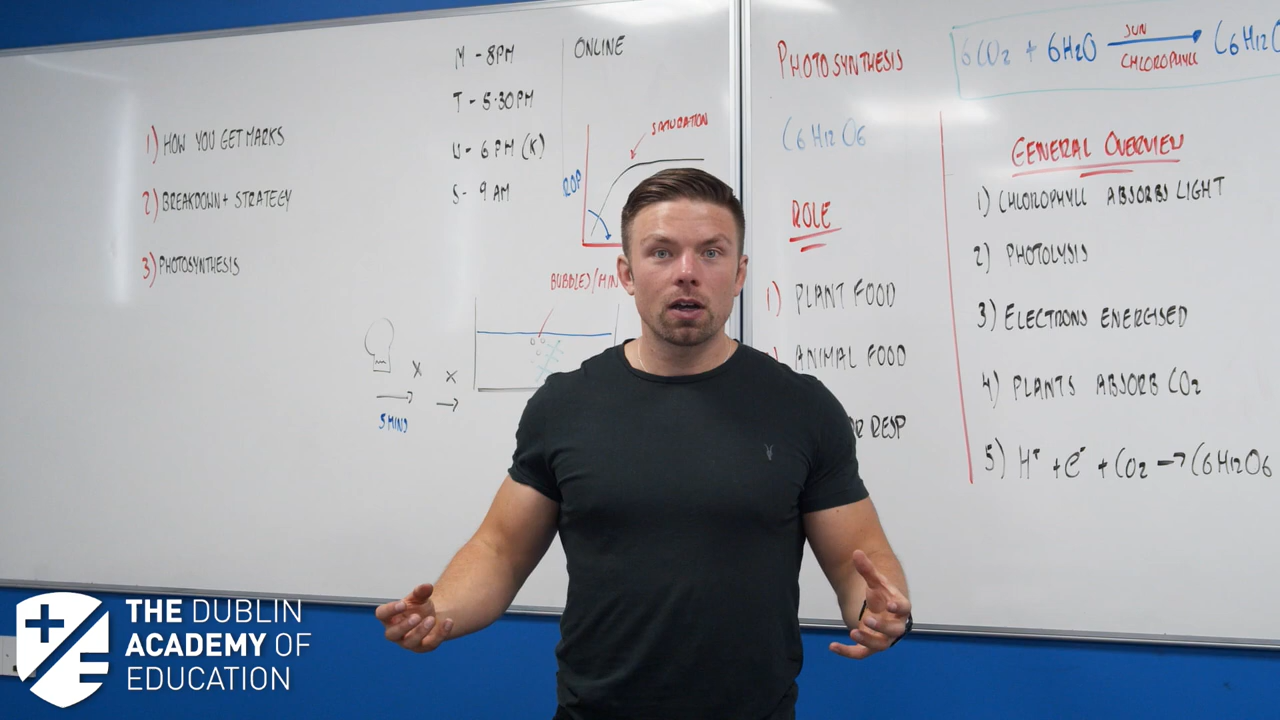 1) HOW YOU GET MARKS
2) BREAKDOWN + STRATEGY
3) PHOTOSYNTHESIS
M - 8PM
T - 5.30PM
U - 6 PM (K)
S - 9 AM
ONLINE
SATURATION
ROP
BUBBLES/MIN
5 MINS
PHOTOSYNTHESIS
C6H12O6
ROLE
1) PLANT FOOD
ANIMAL FOOD
RESP
6CO2 + 6H2O
SUN
CHLOROPHYLL
C6H12O
GENERAL OVERVIEW
1) CHLOROPHYLL ABSORBS LIGHT
2) PHOTOLYSIS
3) ELECTRONS ENERGISED
4) PLANTS ABSORB CO2
5) H+ + e- + CO2 → C6H12O6
THE DUBLIN
ACADEMY OF
EDUCATION